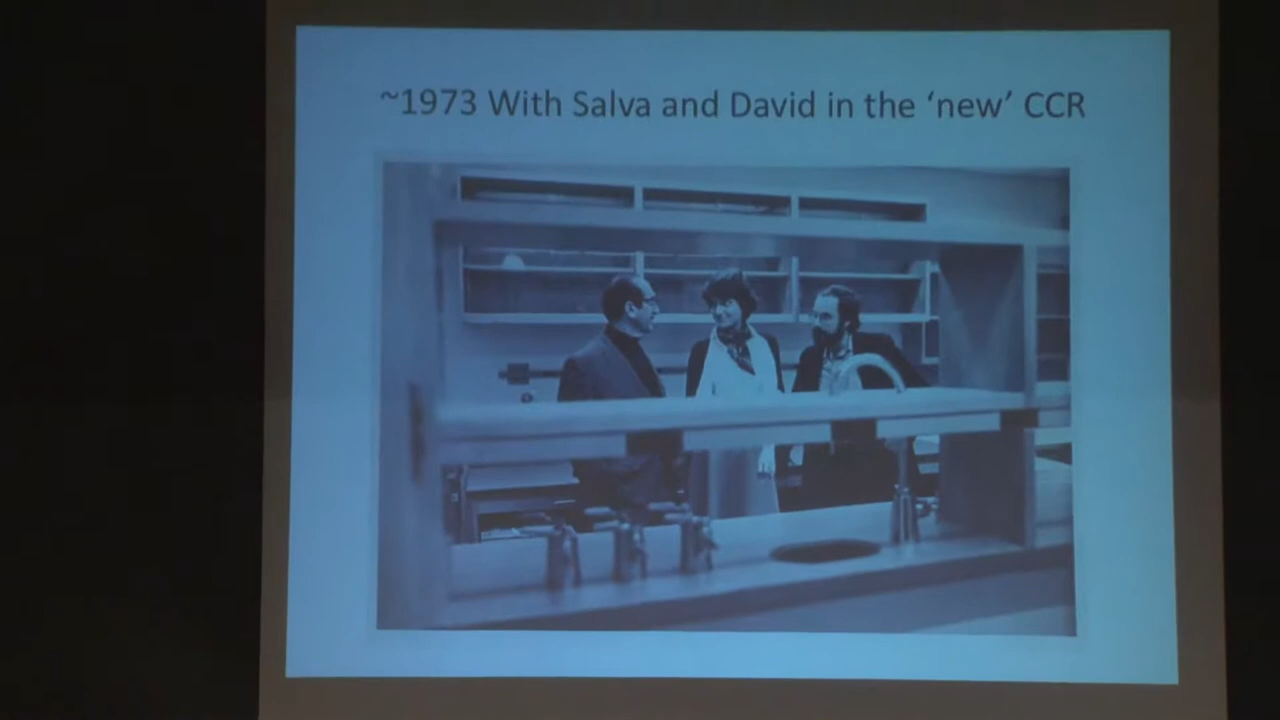 ~1973 With Salva and David in the ‘new’ CCR